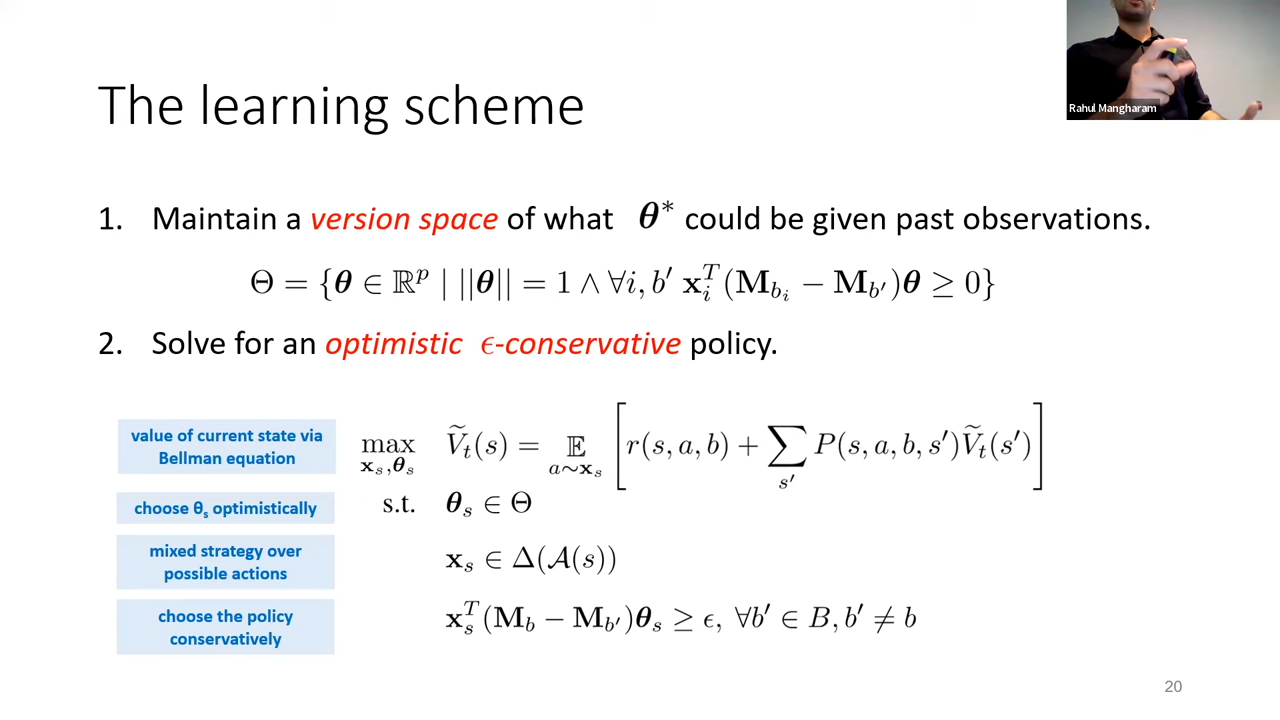 Rahul Mangharam
The learning scheme
1. Maintain a version space of what θ* could be given past observations.
Θ = {θ ∈ ℝᵖ | ||θ|| = 1 ∧ ∀i, b′ xᵢᵀ(M_{b_i} − M_{b′})θ ≥ 0}
2. Solve for an optimistic ϵ-conservative policy.
value of current state via
Bellman equation
max_{x_s,θ_s} Ṽ_t(s) = 𝔼_{a∼x_s} [r(s, a, b) + ∑_{s′} P(s, a, b, s′)Ṽ_t(s′)]
choose θ_s optimistically
s.t. θ_s ∈ Θ
mixed strategy over
possible actions
x_s ∈ Δ(𝒜(s))
choose the policy
conservatively
x_sᵀ(M_b − M_{b′})θ_s ≥ ϵ, ∀b′ ∈ B, b′ ≠ b
20